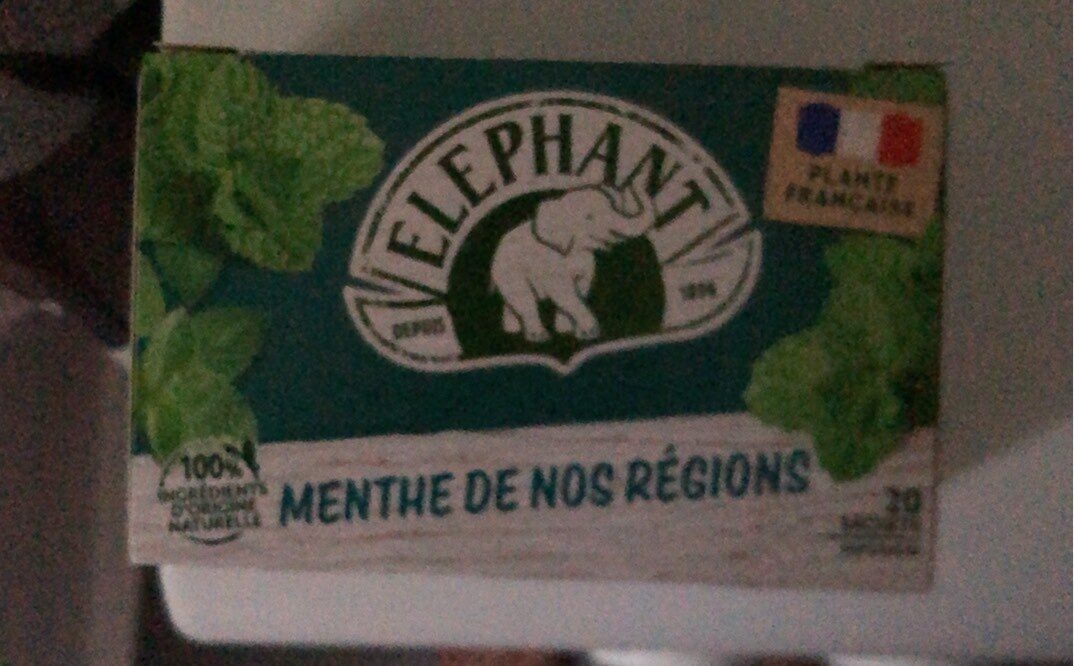 ELEPHANT
DEPUIS 1896
PLANTE
FRANÇAISE
100%
INGRÉDIENTS
D'ORIGINE
NATURELLE
MENTHE DE NOS RÉGIONS
20
SACHETS